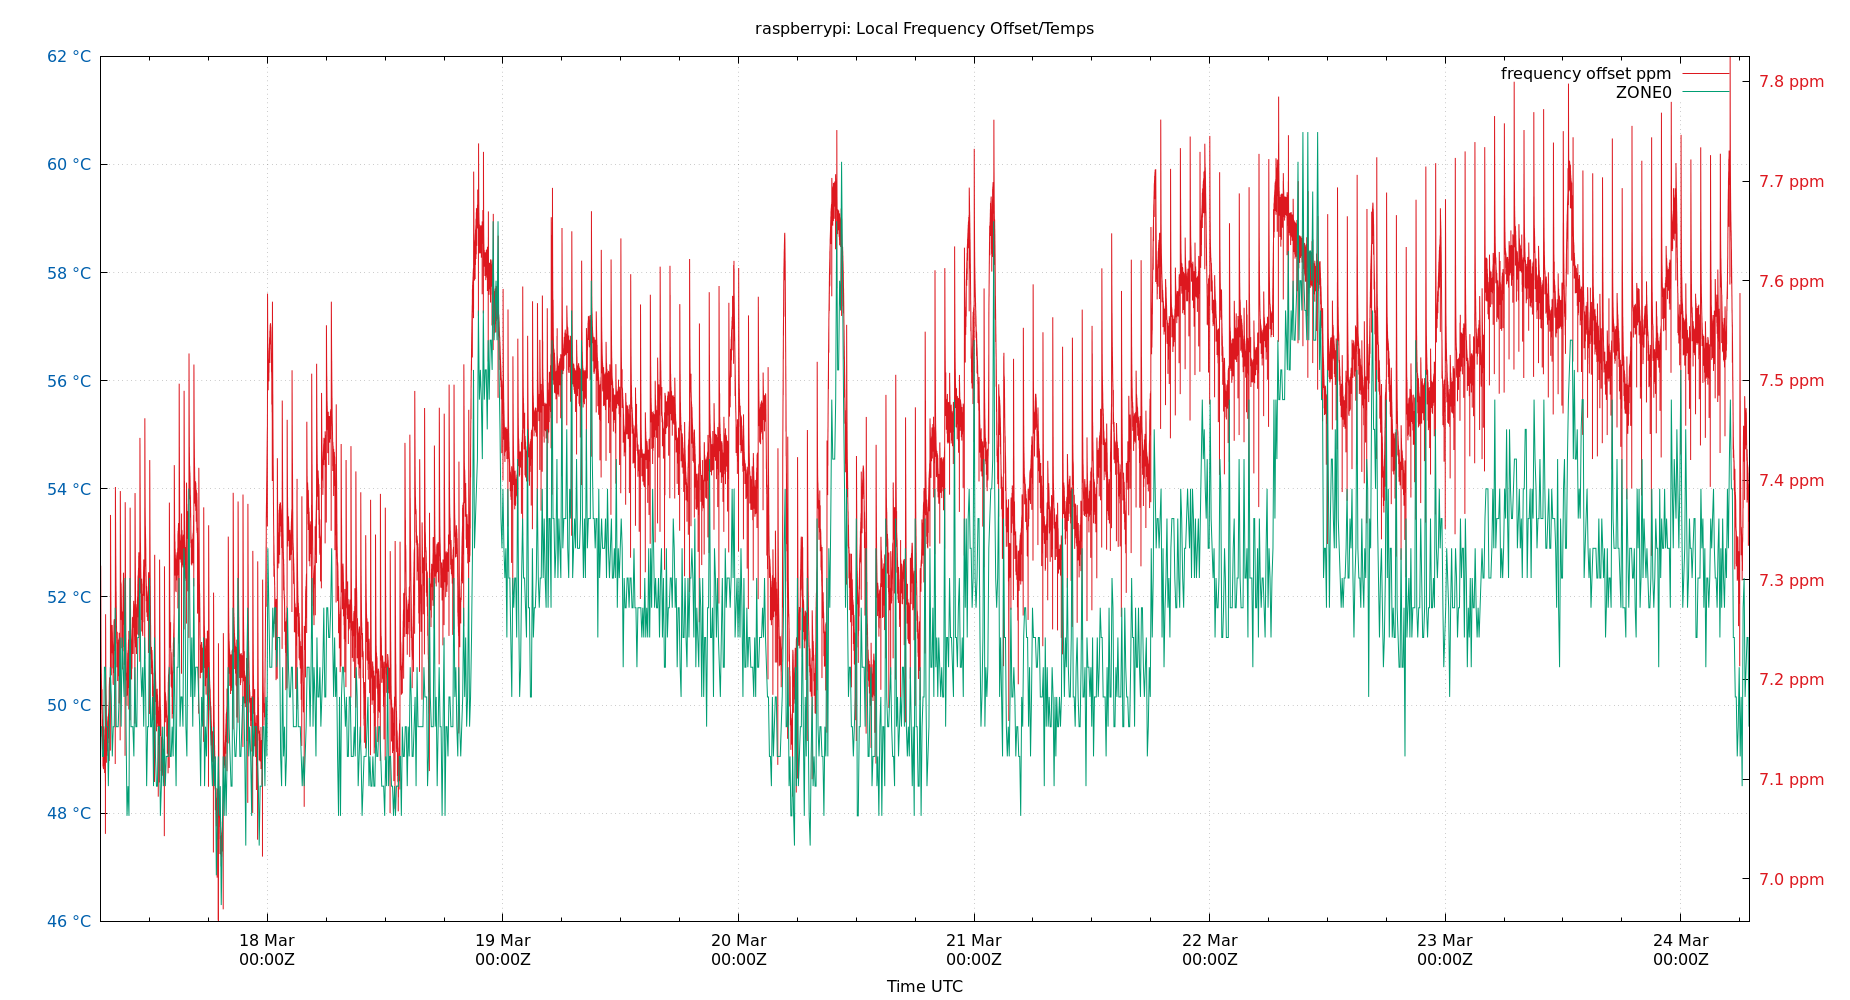 raspberrypi: Local Frequency Offset/Temps
62 °C
60 °C
58 °C
56 °C
54 °C
52 °C
50 °C
48 °C
46 °C
frequency offset ppm
ZONE0
7.8 ppm
7.7 ppm
7.6 ppm
7.5 ppm
7.4 ppm
7.3 ppm
7.2 ppm
7.1 ppm
7.0 ppm
18 Mar 19 Mar 20 Mar 21 Mar 22 Mar 23 Mar 24 Mar
00:00Z 00:00Z 00:00Z 00:00Z 00:00Z 00:00Z 00:00Z
Time UTC